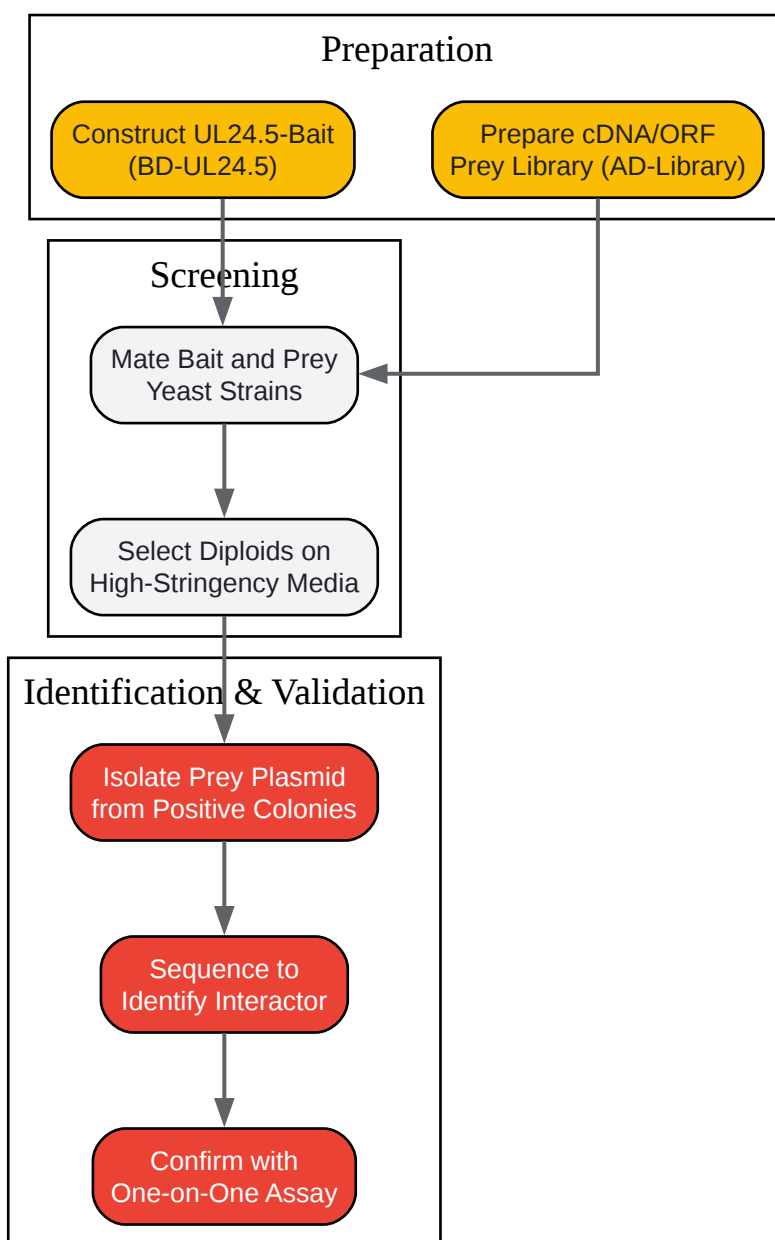 Preparation
Construct UL24.5-Bait
(BD-UL24.5)
Prepare cDNA/ORF
Prey Library (AD-Library)
Screening
Mate Bait and Prey
Yeast Strains
Select Diploids on
High-Stringency Media
Identification & Validation
Isolate Prey Plasmid
from Positive Colonies
Sequence to
Identify Interactor
Confirm with
One-on-One Assay